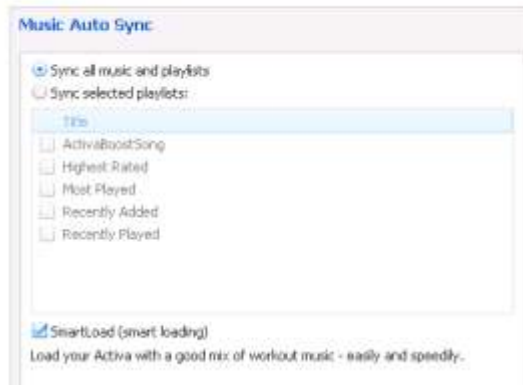 Music Auto Sync
Sync all music and playlists
Sync selected playlists:
Title
ActivaBoostSong
Highest Rated
Most Played
Recently Added
Recently Played
SmartLoad (smart loading)
Load your Activa with a good mix of workout music - easily and speedily.